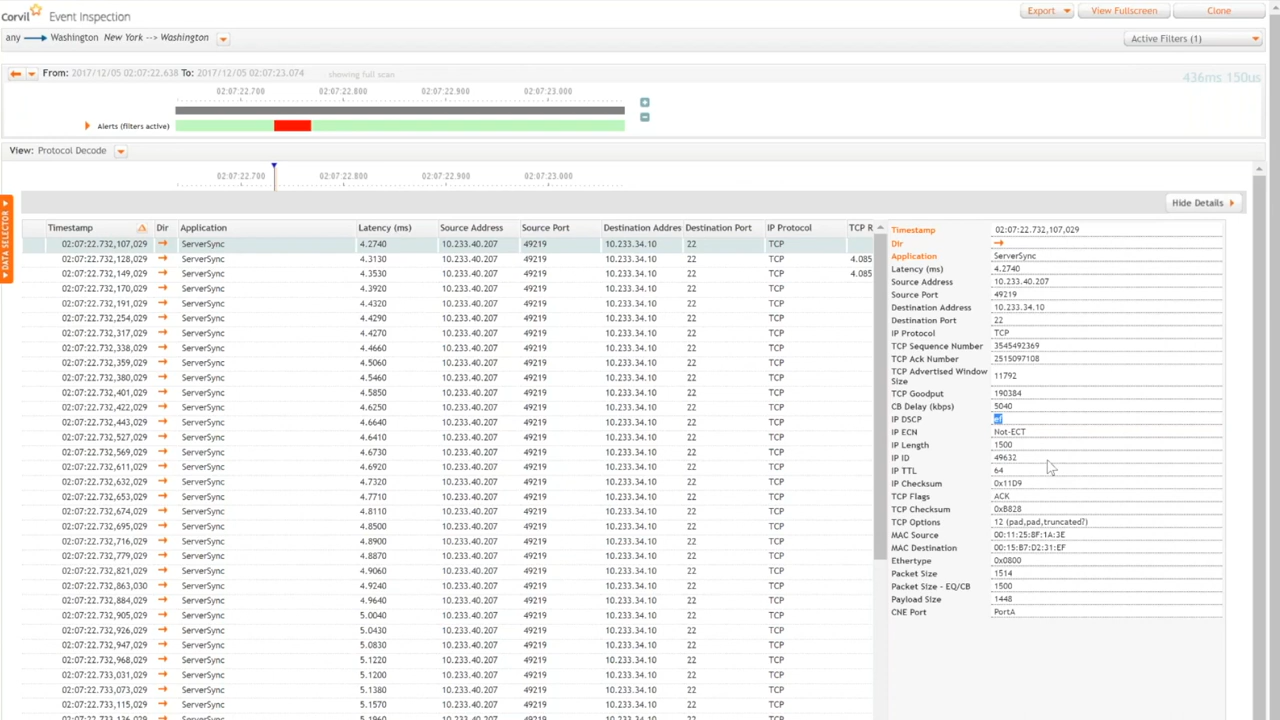 corvil Event Inspection Export View Fullscreen Clone
any Washington New York --> Washington Active Filters (1)
From: 2017/12/05 02:07:22.638 To: 2017/12/05 02:07:23.074 showing full scan 436ms 150us
02:07:22.700 02:07:22.800 02:07:22.900 02:07:23.000
Alerts (filters active)
View: Protocol Decode
02:07:22.700 02:07:22.800 02:07:22.900 02:07:23.000
Hide Details
DATA SELECTOR
Timestamp Dir Application Latency (ms) Source Address Source Port Destination Addres Destination Port IP Protocol TCP R
02:07:22.732,107,029 ServerSync 4.2740 10.233.40.207 49219 10.233.34.10 22 TCP
02:07:22.732,128,029 ServerSync 4.3130 10.233.40.207 49219 10.233.34.10 22 TCP 4.085
02:07:22.732,149,029 ServerSync 4.3530 10.233.40.207 49219 10.233.34.10 22 TCP 4.085
02:07:22.732,170,029 ServerSync 4.3920 10.233.40.207 49219 10.233.34.10 22 TCP
02:07:22.732,191,029 ServerSync 4.4320 10.233.40.207 49219 10.233.34.10 22 TCP
02:07:22.732,254,029 ServerSync 4.4290 10.233.40.207 49219 10.233.34.10 22 TCP
02:07:22.732,317,029 ServerSync 4.4270 10.233.40.207 49219 10.233.34.10 22 TCP
02:07:22.732,338,029 ServerSync 4.4660 10.233.40.207 49219 10.233.34.10 22 TCP
02:07:22.732,359,029 ServerSync 4.5060 10.233.40.207 49219 10.233.34.10 22 TCP
02:07:22.732,380,029 ServerSync 4.5460 10.233.40.207 49219 10.233.34.10 22 TCP
02:07:22.732,401,029 ServerSync 4.5850 10.233.40.207 49219 10.233.34.10 22 TCP
02:07:22.732,422,029 ServerSync 4.6250 10.233.40.207 49219 10.233.34.10 22 TCP
02:07:22.732,443,029 ServerSync 4.6640 10.233.40.207 49219 10.233.34.10 22 TCP
02:07:22.732,527,029 ServerSync 4.6410 10.233.40.207 49219 10.233.34.10 22 TCP
02:07:22.732,569,029 ServerSync 4.6730 10.233.40.207 49219 10.233.34.10 22 TCP
02:07:22.732,611,029 ServerSync 4.6920 10.233.40.207 49219 10.233.34.10 22 TCP
02:07:22.732,632,029 ServerSync 4.7320 10.233.40.207 49219 10.233.34.10 22 TCP
02:07:22.732,653,029 ServerSync 4.7710 10.233.40.207 49219 10.233.34.10 22 TCP
02:07:22.732,674,029 ServerSync 4.8110 10.233.40.207 49219 10.233.34.10 22 TCP
02:07:22.732,695,029 ServerSync 4.8500 10.233.40.207 49219 10.233.34.10 22 TCP
02:07:22.732,716,029 ServerSync 4.8900 10.233.40.207 49219 10.233.34.10 22 TCP
02:07:22.732,779,029 ServerSync 4.8870 10.233.40.207 49219 10.233.34.10 22 TCP
02:07:22.732,821,029 ServerSync 4.9060 10.233.40.207 49219 10.233.34.10 22 TCP
02:07:22.732,863,030 ServerSync 4.9240 10.233.40.207 49219 10.233.34.10 22 TCP
02:07:22.732,884,029 ServerSync 4.9640 10.233.40.207 49219 10.233.34.10 22 TCP
02:07:22.732,905,029 ServerSync 5.0040 10.233.40.207 49219 10.233.34.10 22 TCP
02:07:22.732,926,029 ServerSync 5.0430 10.233.40.207 49219 10.233.34.10 22 TCP
02:07:22.732,947,029 ServerSync 5.0830 10.233.40.207 49219 10.233.34.10 22 TCP
02:07:22.732,968,029 ServerSync 5.1220 10.233.40.207 49219 10.233.34.10 22 TCP
02:07:22.733,031,029 ServerSync 5.1200 10.233.40.207 49219 10.233.34.10 22 TCP
02:07:22.733,073,029 ServerSync 5.1380 10.233.40.207 49219 10.233.34.10 22 TCP
02:07:22.733,115,029 ServerSync 5.1570 10.233.40.207 49219 10.233.34.10 22 TCP
02:07:22.733,136,029 ServerSync 5.1960 10.233.40.207 49219 10.233.34.10 22 TCP
Timestamp 02:07:22.732,107,029
Dir
Application ServerSync
Latency (ms) 4.2740
Source Address 10.233.40.207
Source Port 49219
Destination Address 10.233.34.10
Destination Port 22
IP Protocol TCP
TCP Sequence Number 3545492369
TCP Ack Number 2515097108
TCP Advertised Window
Size 11792
TCP Goodput 190384
CB Delay (kbps) 5040
IP DSCP ef
IP ECN Not-ECT
IP Length 1500
IP ID 49632
IP TTL 64
IP Checksum 0x11D9
TCP Flags ACK
TCP Checksum 0xB828
TCP Options 12 (pad,pad,truncated?)
MAC Source 00:11:25:8F:1A:3E
MAC Destination 00:15:B7:D2:31:EF
Ethertype 0x0800
Packet Size 1514
Packet Size - EQ/CB 1500
Payload Size 1448
CNE Port PortA